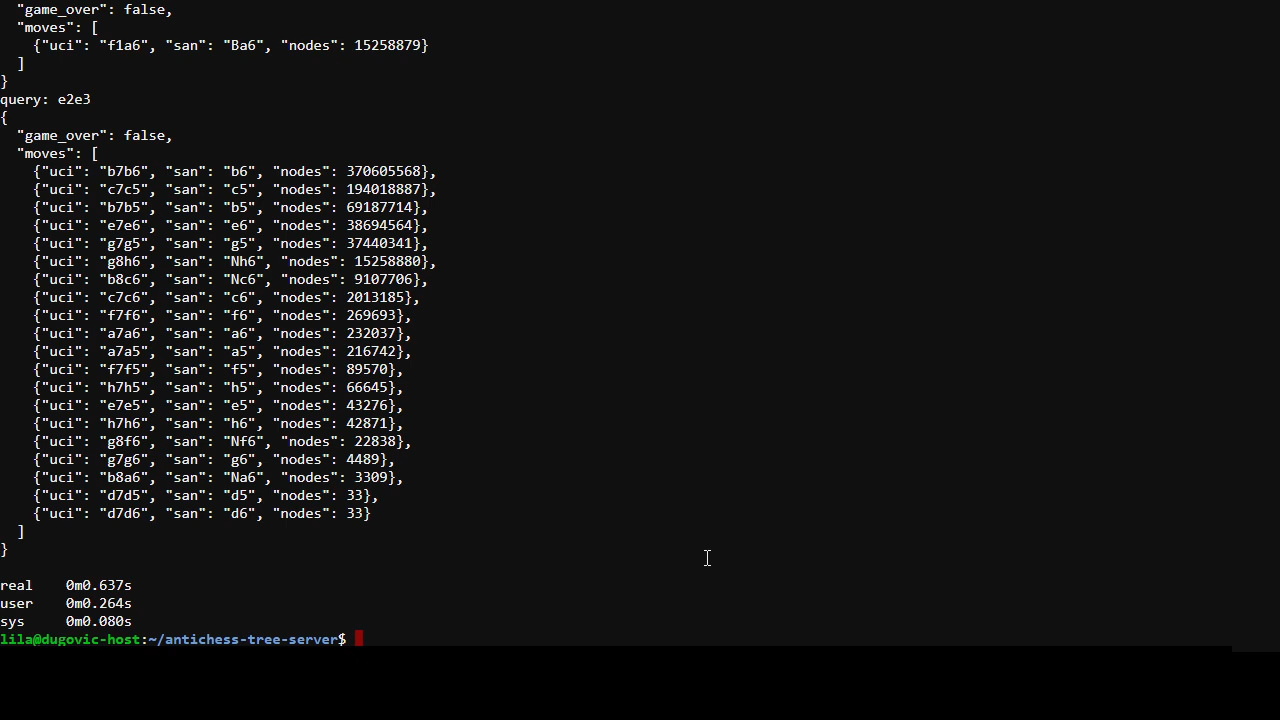 "game_over": false,
"moves": [
{"uci": "f1a6", "san": "Ba6", "nodes": 15258879}
]
}
query: e2e3
{
"game_over": false,
"moves": [
{"uci": "b7b6", "san": "b6", "nodes": 370605568},
{"uci": "c7c5", "san": "c5", "nodes": 194018887},
{"uci": "b7b5", "san": "b5", "nodes": 69187714},
{"uci": "e7e6", "san": "e6", "nodes": 38694564},
{"uci": "g7g5", "san": "g5", "nodes": 37440341},
{"uci": "g8h6", "san": "Nh6", "nodes": 15258880},
{"uci": "b8c6", "san": "Nc6", "nodes": 9107706},
{"uci": "c7c6", "san": "c6", "nodes": 2013185},
{"uci": "f7f6", "san": "f6", "nodes": 269693},
{"uci": "a7a6", "san": "a6", "nodes": 232037},
{"uci": "a7a5", "san": "a5", "nodes": 216742},
{"uci": "f7f5", "san": "f5", "nodes": 89570},
{"uci": "h7h5", "san": "h5", "nodes": 66645},
{"uci": "e7e5", "san": "e5", "nodes": 43276},
{"uci": "h7h6", "san": "h6", "nodes": 42871},
{"uci": "g8f6", "san": "Nf6", "nodes": 22838},
{"uci": "g7g6", "san": "g6", "nodes": 4489},
{"uci": "b8a6", "san": "Na6", "nodes": 3309},
{"uci": "d7d5", "san": "d5", "nodes": 33},
{"uci": "d7d6", "san": "d6", "nodes": 33}
]
}
real 0m0.637s
user 0m0.264s
sys 0m0.080s
lila@dugovic-host:~/antichess-tree-server$